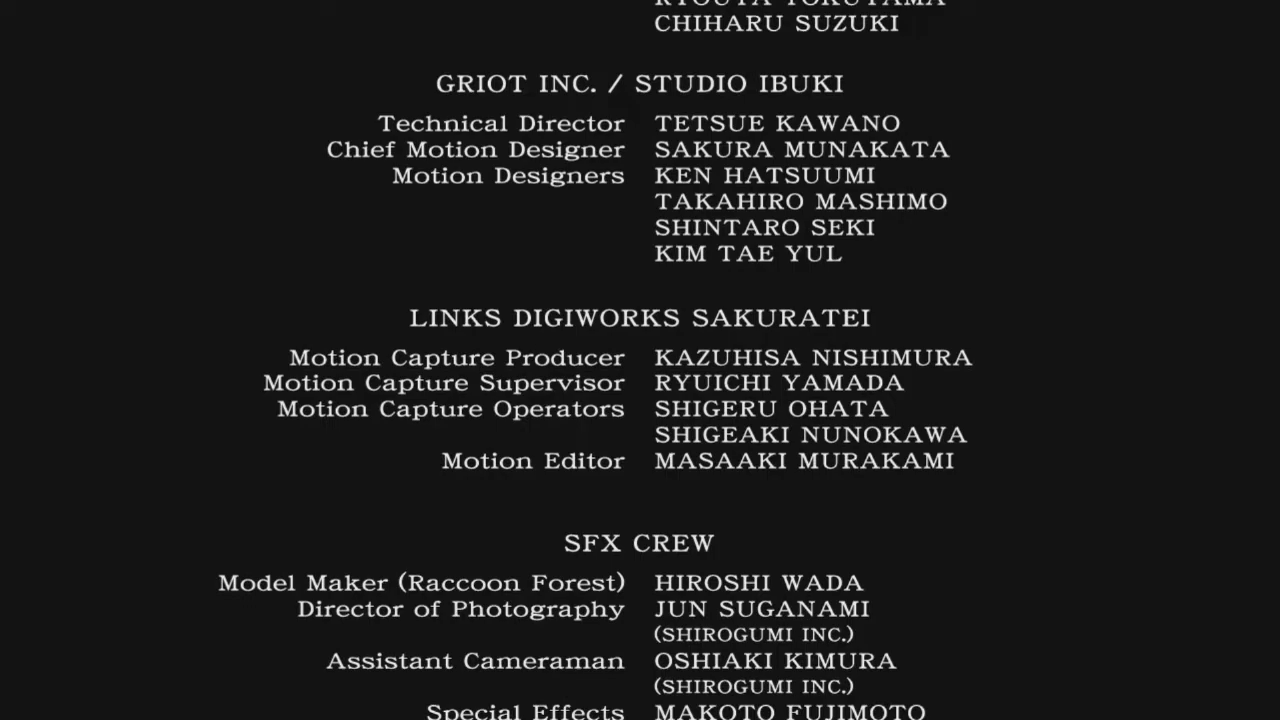 RYOUTA TOKUYAMA
CHIHARU SUZUKI
GRIOT INC. / STUDIO IBUKI
Technical Director TETSUE KAWANO
Chief Motion Designer SAKURA MUNAKATA
Motion Designers KEN HATSUUMI
TAKAHIRO MASHIMO
SHINTARO SEKI
KIM TAE YUL
LINKS DIGIWORKS SAKURATEI
Motion Capture Producer KAZUHISA NISHIMURA
Motion Capture Supervisor RYUICHI YAMADA
Motion Capture Operators SHIGERU OHATA
SHIGEAKI NUNOKAWA
Motion Editor MASAAKI MURAKAMI
SFX CREW
Model Maker (Raccoon Forest) HIROSHI WADA
Director of Photography JUN SUGANAMI
(SHIROGUMI INC.)
Assistant Cameraman OSHIAKI KIMURA
(SHIROGUMI INC.)
Special Effects MAKOTO FUJIMOTO